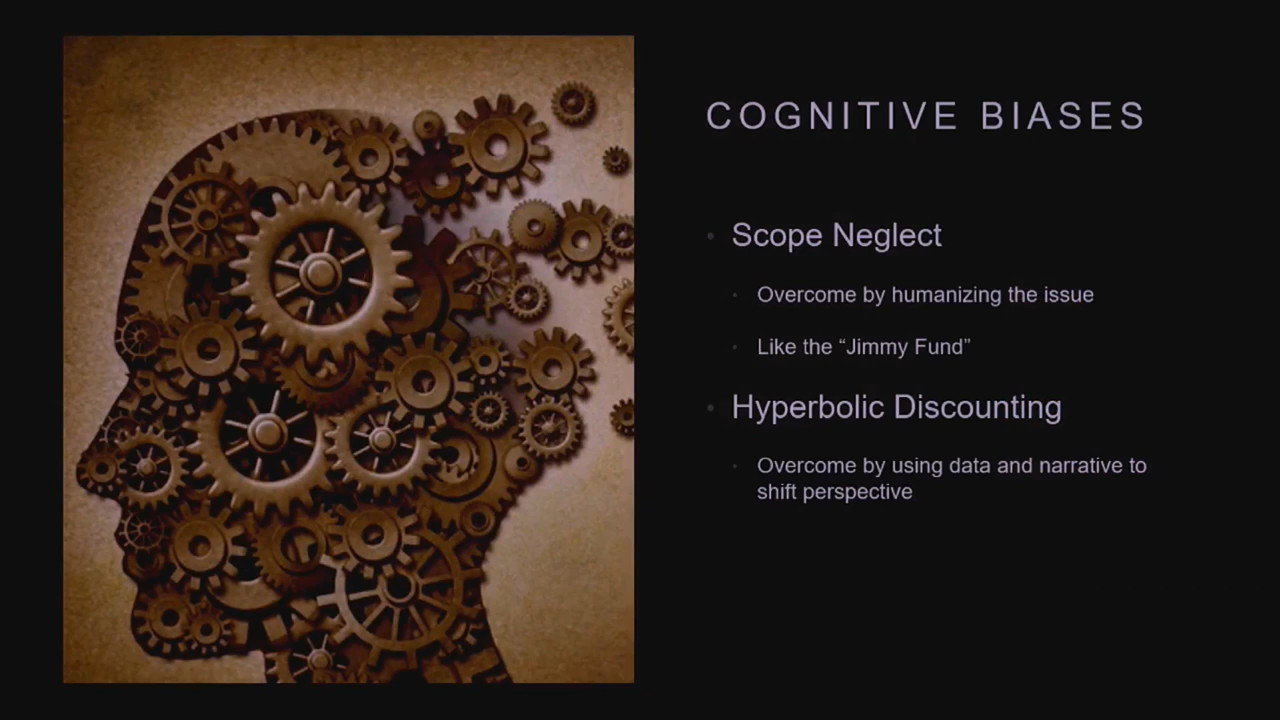 COGNITIVE BIASES
Scope Neglect
Overcome by humanizing the issue
Like the “Jimmy Fund”
Hyperbolic Discounting
Overcome by using data and narrative to
shift perspective